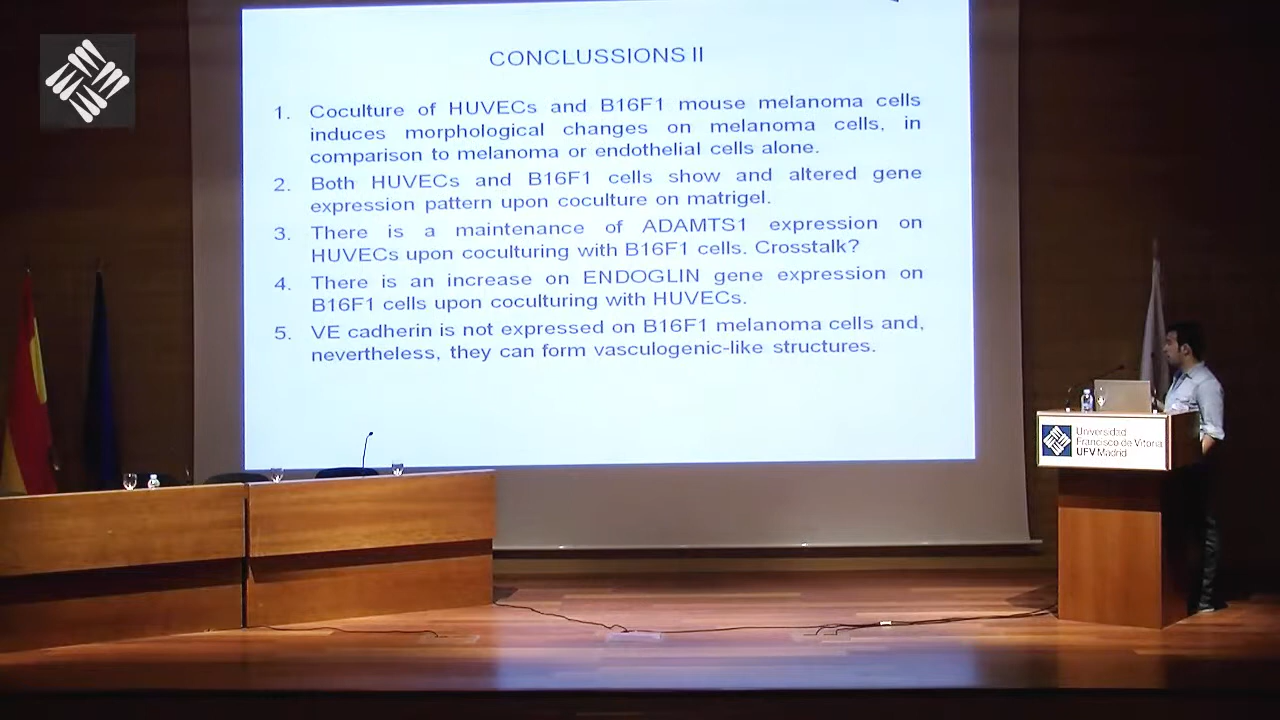 CONCLUSSIONS II
1. Coculture of HUVECs and B16F1 mouse melanoma cells
induces morphological changes on melanoma cells, in
comparison to melanoma or endothelial cells alone.
2. Both HUVECs and B16F1 cells show and altered gene
expression pattern upon coculture on matrigel.
3. There is a maintenance of ADAMTS1 expression on
HUVECs upon coculturing with B16F1 cells. Crosstalk?
4. There is an increase on ENDOGLIN gene expression on
B16F1 cells upon coculturing with HUVECs.
5. VE cadherin is not expressed on B16F1 melanoma cells and,
nevertheless, they can form vasculogenic-like structures.
Universidad
Francisco de Vitoria
UFV Madrid